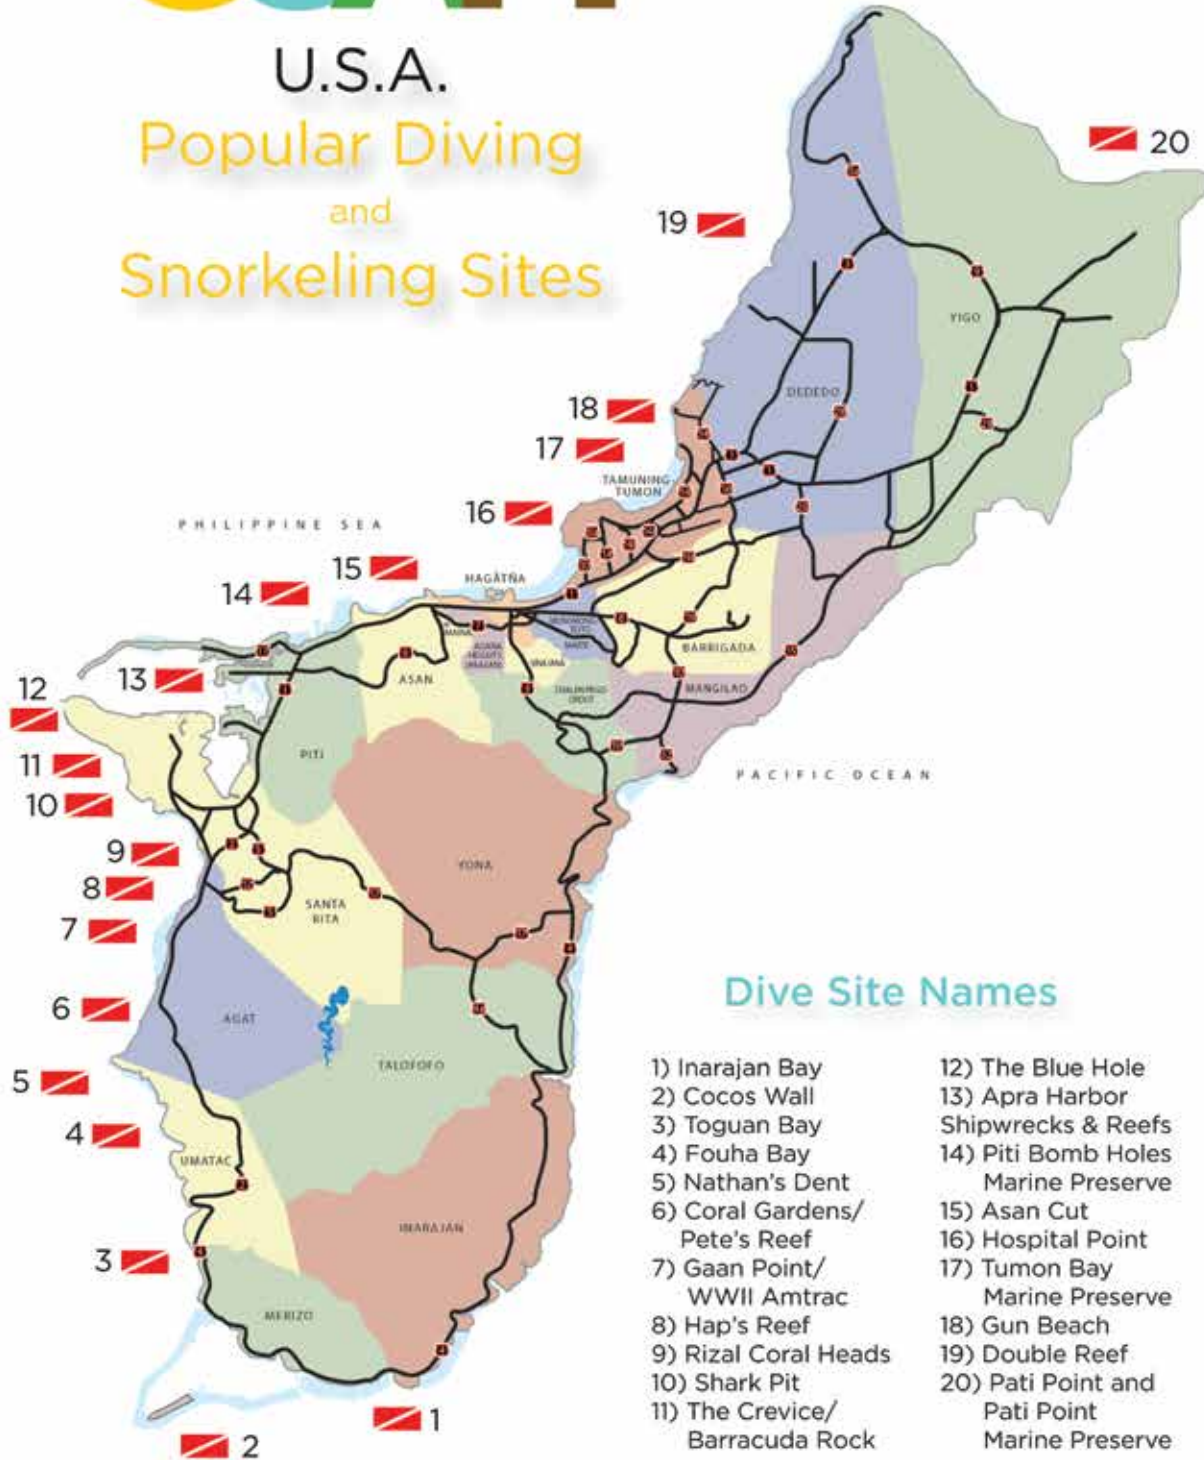 U.S.A.
Popular Diving
and
Snorkeling Sites
20
19
18
17
TAMUNING-
TUMON
16
PHILIPPINE SEA
15
HAGÅTÑA
14
13
12
11
10
9
8
7
6
5
4
3
2
1
YIGO
DEDEDO
BARRIGADA
MANGILAO
ASAN
PITI
PACIFIC OCEAN
YONA
SANTA
RITA
AGAT
TALOFOFO
UMATAC
INARAJAN
MERIZO
Dive Site Names
1) Inarajan Bay
2) Cocos Wall
3) Toguan Bay
4) Fouha Bay
5) Nathan's Dent
6) Coral Gardens/
Pete's Reef
7) Gaan Point/
WWII Amtrac
8) Hap's Reef
9) Rizal Coral Heads
10) Shark Pit
11) The Crevice/
Barracuda Rock
12) The Blue Hole
13) Apra Harbor
Shipwrecks & Reefs
14) Piti Bomb Holes
Marine Preserve
15) Asan Cut
16) Hospital Point
17) Tumon Bay
Marine Preserve
18) Gun Beach
19) Double Reef
20) Pati Point and
Pati Point
Marine Preserve